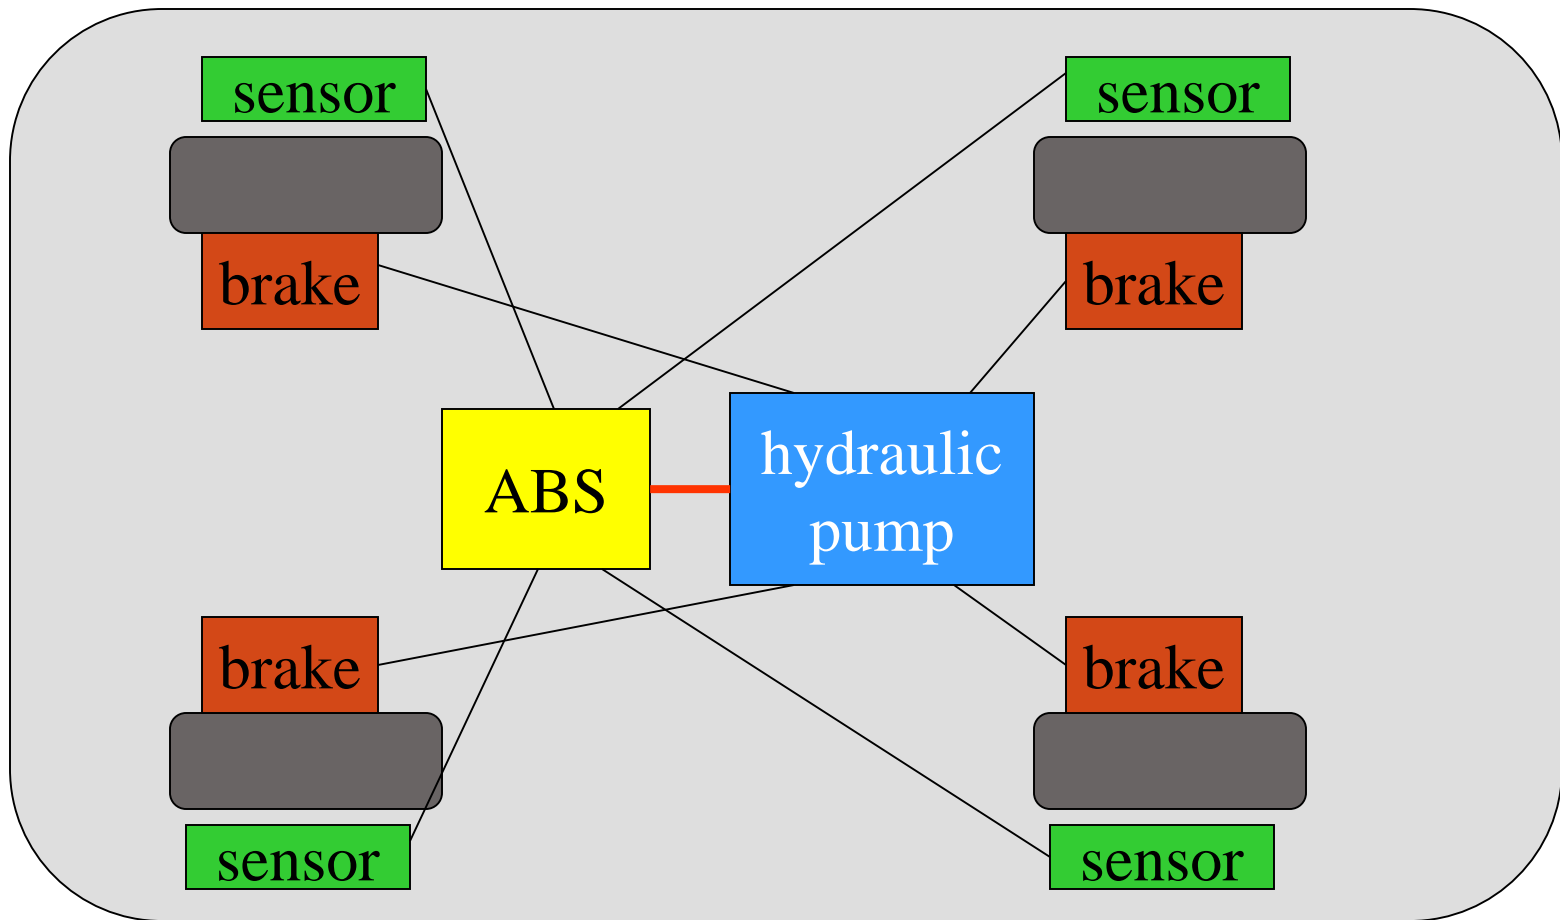 sensor
sensor
brake
brake
ABS
hydraulic
pump
brake
brake
sensor
sensor